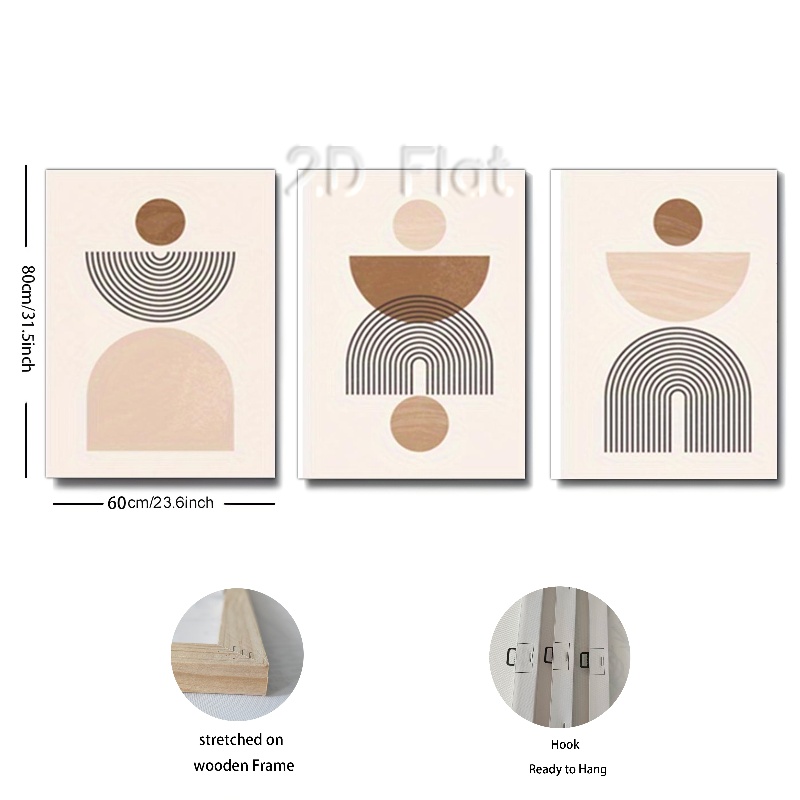 2D Flat
80cm/31.5inch
60cm/23.6inch
stretched on
wooden Frame
Hook
Ready to Hang